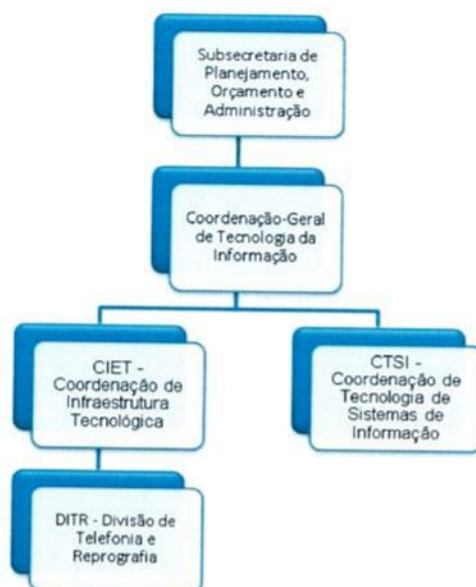 Subsecretaria de
Planejamento,
Orçamento e
Administração
Coordenação-Geral
de Tecnologia da
Informação
CIET -
Coordenação de
Infraestrutura
Tecnológica
CTSI -
Coordenação de
Tecnologia de
Sistemas de
Informação
DITR - Divisão de
Telefonia e
Reprografia